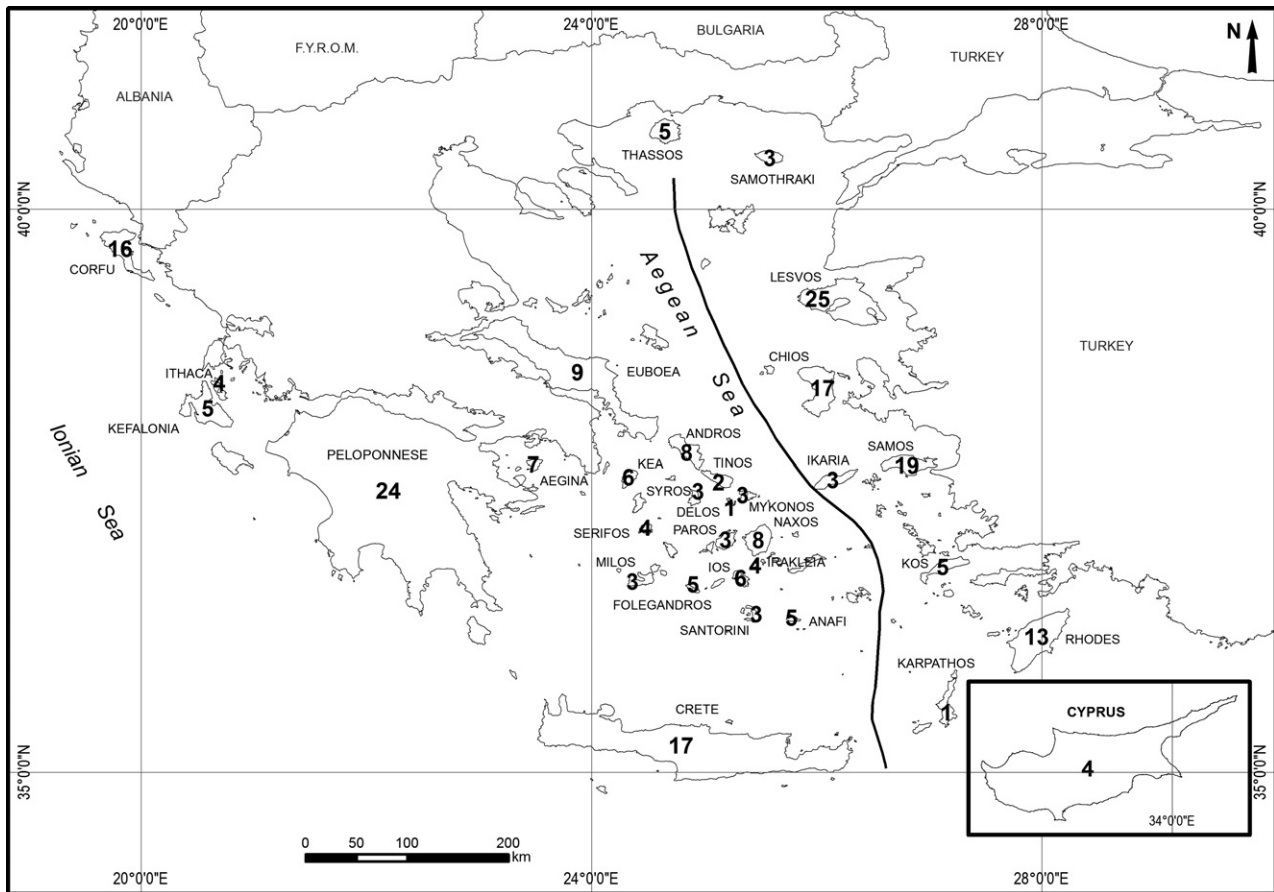 20°0'0"E
24°0'0"E
28°0'0"E
BULGARIA
N
F.Y.R.O.M.
TURKEY
ALBANIA
5
THASSOS
3
SAMOTHRAKI
40°0'0"N
40°0'0"N
16
CORFU
Aegean Sea
LESVOS
25
TURKEY
CHIOS
17
ITHACA
4
5
KEFALONIA
9
EUBOEA
Ionian Sea
PELOPONNESE
24
7
AEGINA
ANDROS
8
KEA
6
TINOS
2
SYROS
3
DELOS
1
3
MYKONOS
IKARIA
3
SAMOS
19
SERIFOS
4
PAROS
3
NAXOS
8
MILOS
3
FOLEGANDROS
5
IOS
6
4
IRAKLEIA
KOS
5
SANTORINI
3
5
ANAFI
13
RHODES
KARPATHOS
1
CRETE
17
CYPRUS
4
34°0'0"E
35°0'0"N
35°0'0"N
0 50 100 200
km
20°0'0"E
24°0'0"E
28°0'0"E